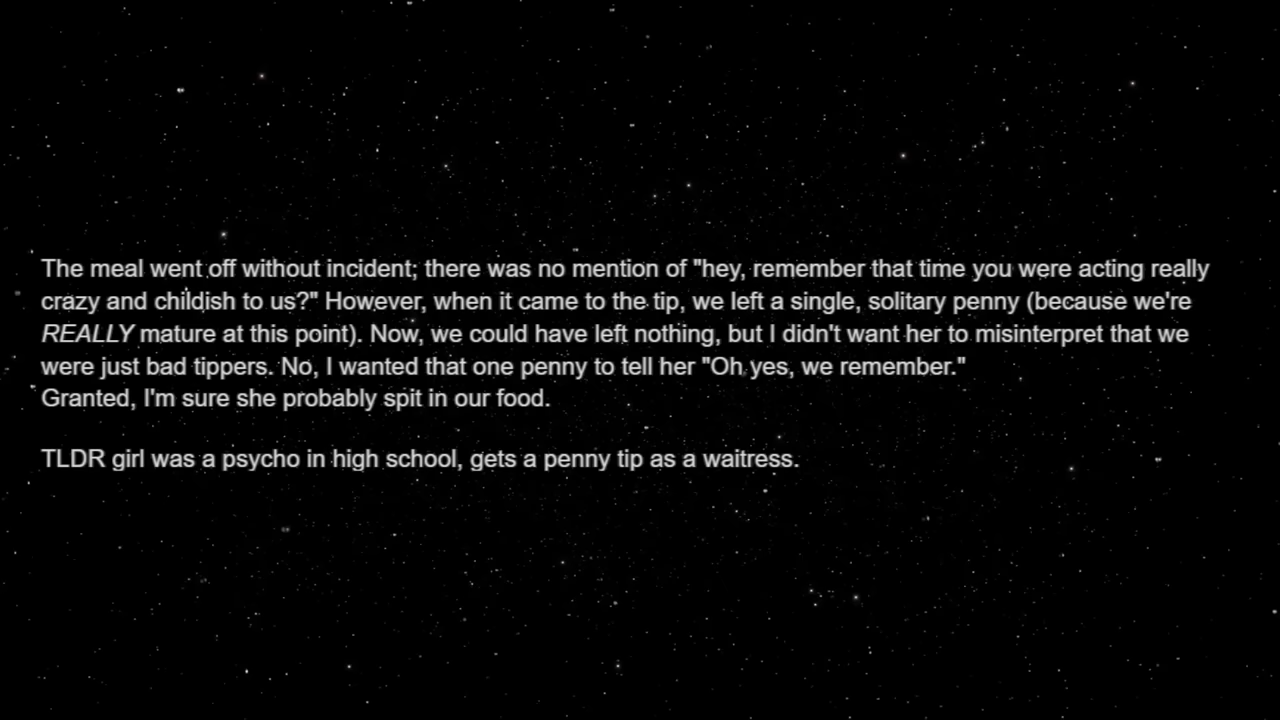 The meal went off without incident; there was no mention of "hey, remember that time you were acting really
crazy and childish to us?" However, when it came to the tip, we left a single, solitary penny (because we're
REALLY mature at this point). Now, we could have left nothing, but I didn't want her to misinterpret that we
were just bad tippers. No, I wanted that one penny to tell her "Oh yes, we remember."
Granted, I'm sure she probably spit in our food.
TLDR girl was a psycho in high school, gets a penny tip as a waitress.